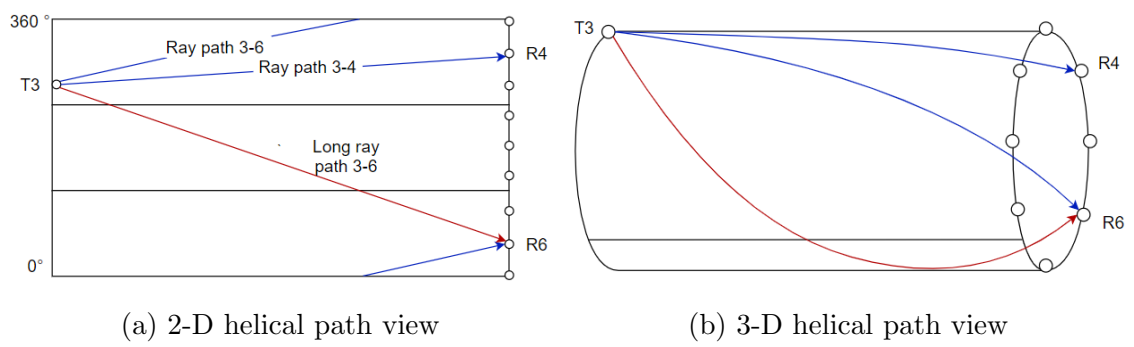 360 °
Ray path 3-6
Ray path 3-4
R4
T3
Long ray
path 3-6
R6
0°
(a) 2-D helical path view
T3
R4
R6
(b) 3-D helical path view